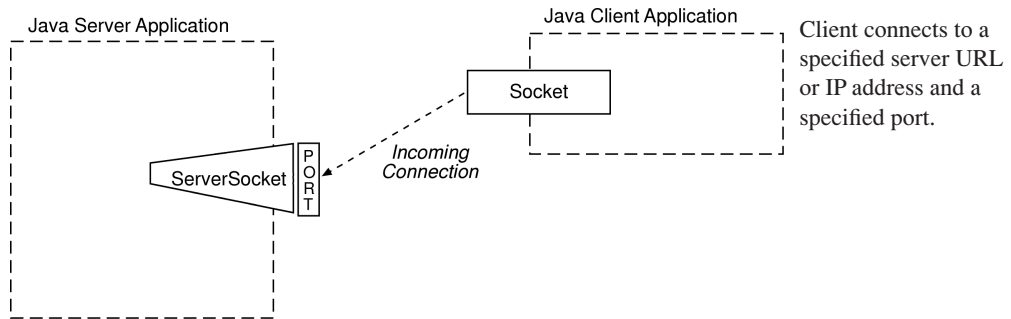 Java Server Application
Java Client Application
Client connects to a
specified server URL
or IP address and a
specified port.
Socket
Incoming
Connection
ServerSocket
PORT